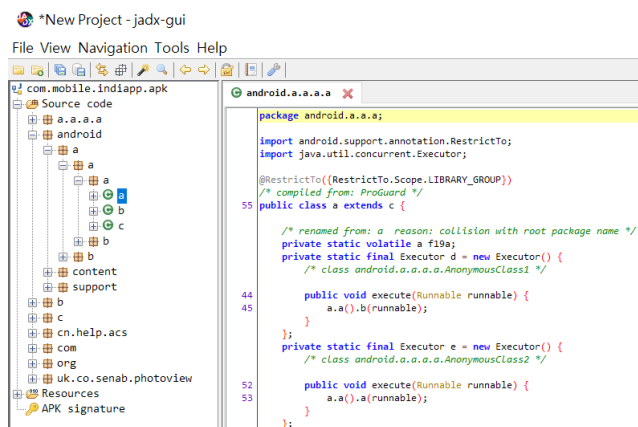 *New Project - jadx-gui
File View Navigation Tools Help
com.mobile.indiapp.apk
Source code
a.a.a.a
android
a
a
a
a
b
c
b
b
content
support
b
c
cn.help.acs
com
org
uk.co.senab.photoview
Resources
APK signature
android.a.a.a.a
package android.a.a.a;
import android.support.annotation.RestrictTo;
import java.util.concurrent.Executor;
@RestrictTo({RestrictTo.Scope.LIBRARY_GROUP})
/* compiled from: ProGuard */
55 public class a extends c {
/* renamed from: a  reason: collision with root package name */
private static volatile a f19a;
private static final Executor d = new Executor() {
/* class android.a.a.a.a.AnonymousClass1 */
44 public void execute(Runnable runnable) {
45 a.a().b(runnable);
}
};
private static final Executor e = new Executor() {
/* class android.a.a.a.a.AnonymousClass2 */
52 public void execute(Runnable runnable) {
53 a.a().a(runnable);
}
};